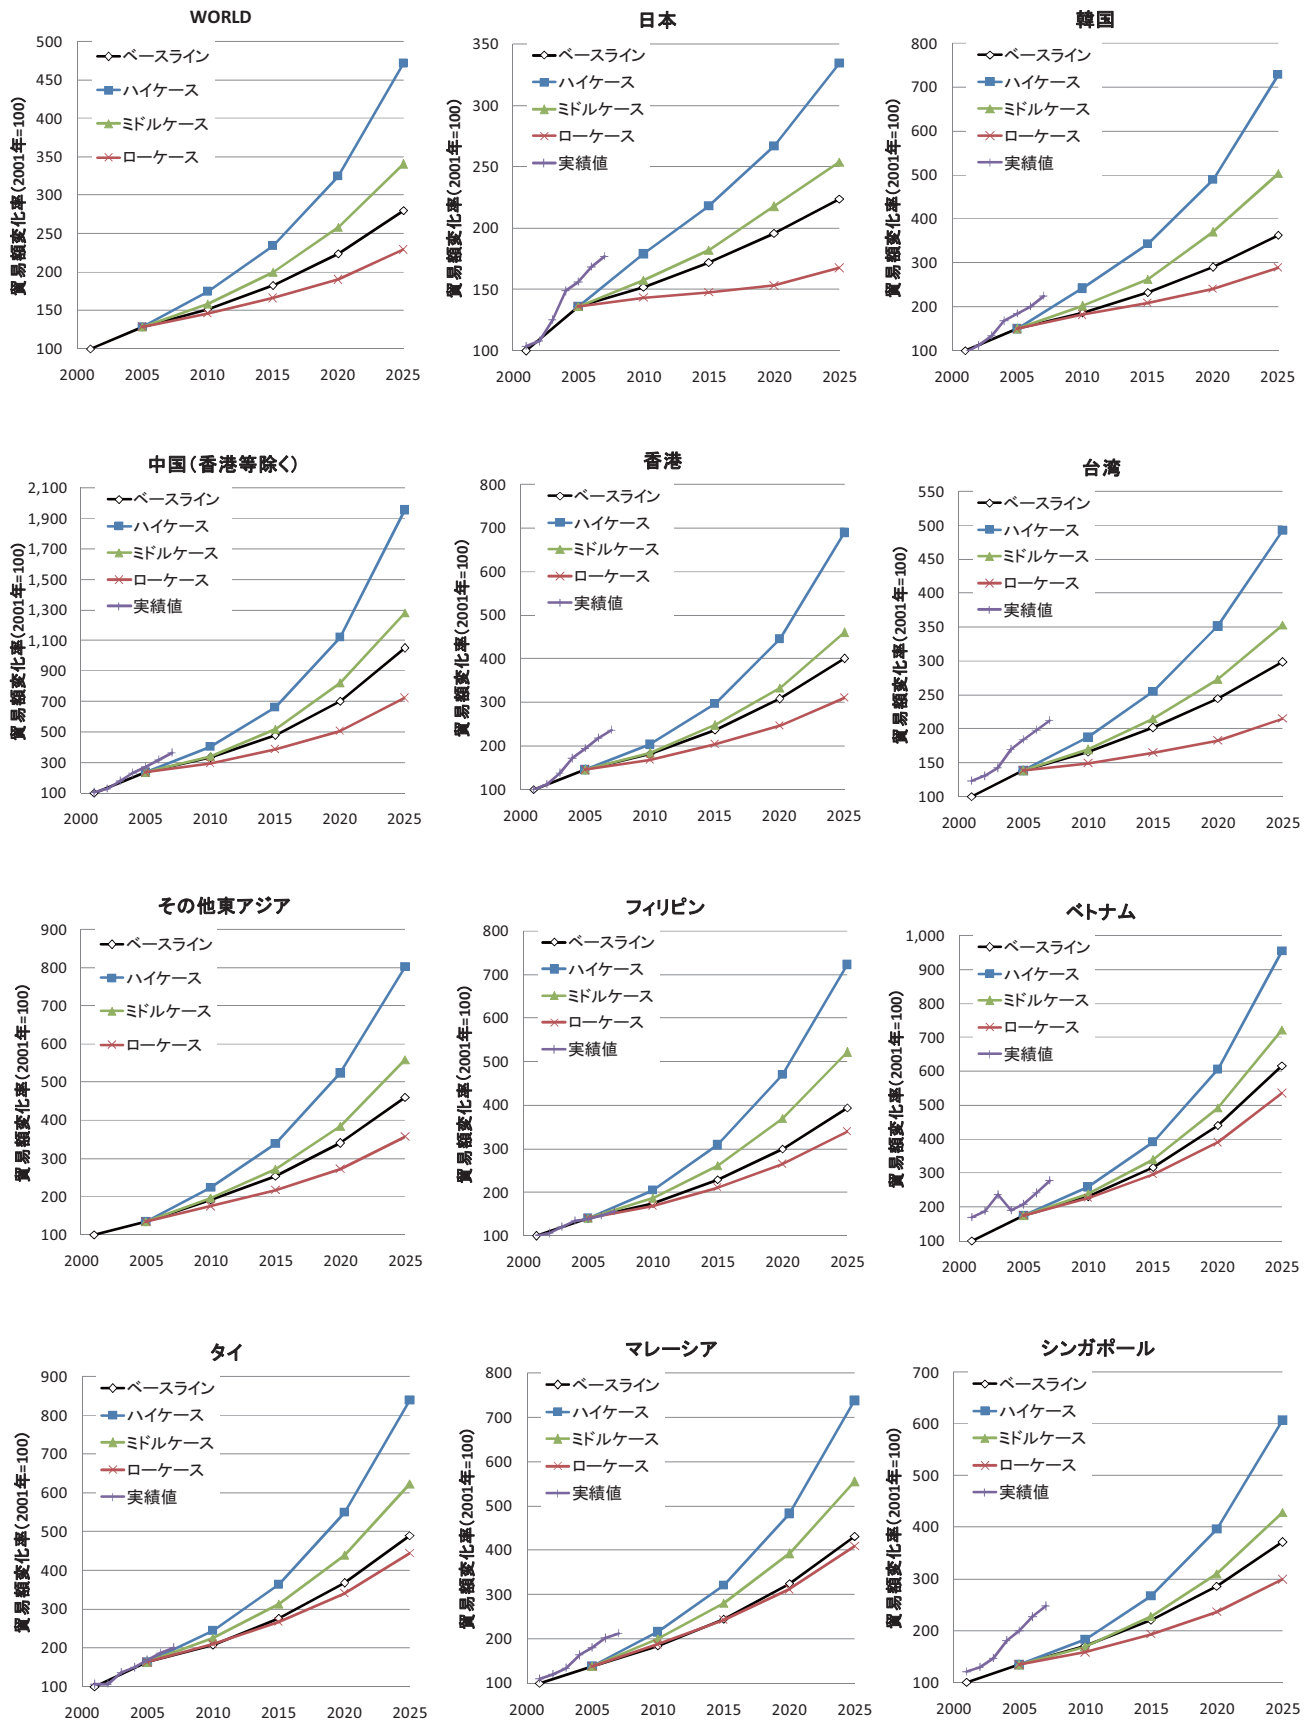 WORLD
貿易額変化率(2001年=100)
500
450
400
350
300
250
200
150
100
2000 2005 2010 2015 2020 2025
ベースライン
ハイケース
ミドルケース
ローケース
日本
貿易額変化率(2001年=100)
350
300
250
200
150
100
2000 2005 2010 2015 2020 2025
ベースライン
ハイケース
ミドルケース
ローケース
実績値
韓国
貿易額変化率(2001年=100)
800
700
600
500
400
300
200
100
2000 2005 2010 2015 2020 2025
ベースライン
ハイケース
ミドルケース
ローケース
実績値
中国(香港等除く)
貿易額変化率(2001年=100)
2,100
1,900
1,700
1,500
1,300
1,100
900
700
500
300
100
2000 2005 2010 2015 2020 2025
ベースライン
ハイケース
ミドルケース
ローケース
実績値
香港
貿易額変化率(2001年=100)
800
700
600
500
400
300
200
100
2000 2005 2010 2015 2020 2025
ベースライン
ハイケース
ミドルケース
ローケース
実績値
台湾
貿易額変化率(2001年=100)
550
500
450
400
350
300
250
200
150
100
2000 2005 2010 2015 2020 2025
ベースライン
ハイケース
ミドルケース
ローケース
実績値
その他東アジア
貿易額変化率(2001年=100)
900
800
700
600
500
400
300
200
100
2000 2005 2010 2015 2020 2025
ベースライン
ハイケース
ミドルケース
ローケース
フィリピン
貿易額変化率(2001年=100)
800
700
600
500
400
300
200
100
2000 2005 2010 2015 2020 2025
ベースライン
ハイケース
ミドルケース
ローケース
実績値
ベトナム
貿易額変化率(2001年=100)
1,000
900
800
700
600
500
400
300
200
100
2000 2005 2010 2015 2020 2025
ベースライン
ハイケース
ミドルケース
ローケース
実績値
タイ
貿易額変化率(2001年=100)
900
800
700
600
500
400
300
200
100
2000 2005 2010 2015 2020 2025
ベースライン
ハイケース
ミドルケース
ローケース
実績値
マレーシア
貿易額変化率(2001年=100)
800
700
600
500
400
300
200
100
2000 2005 2010 2015 2020 2025
ベースライン
ハイケース
ミドルケース
ローケース
実績値
シンガポール
貿易額変化率(2001年=100)
700
600
500
400
300
200
100
2000 2005 2010 2015 2020 2025
ベースライン
ハイケース
ミドルケース
ローケース
実績値